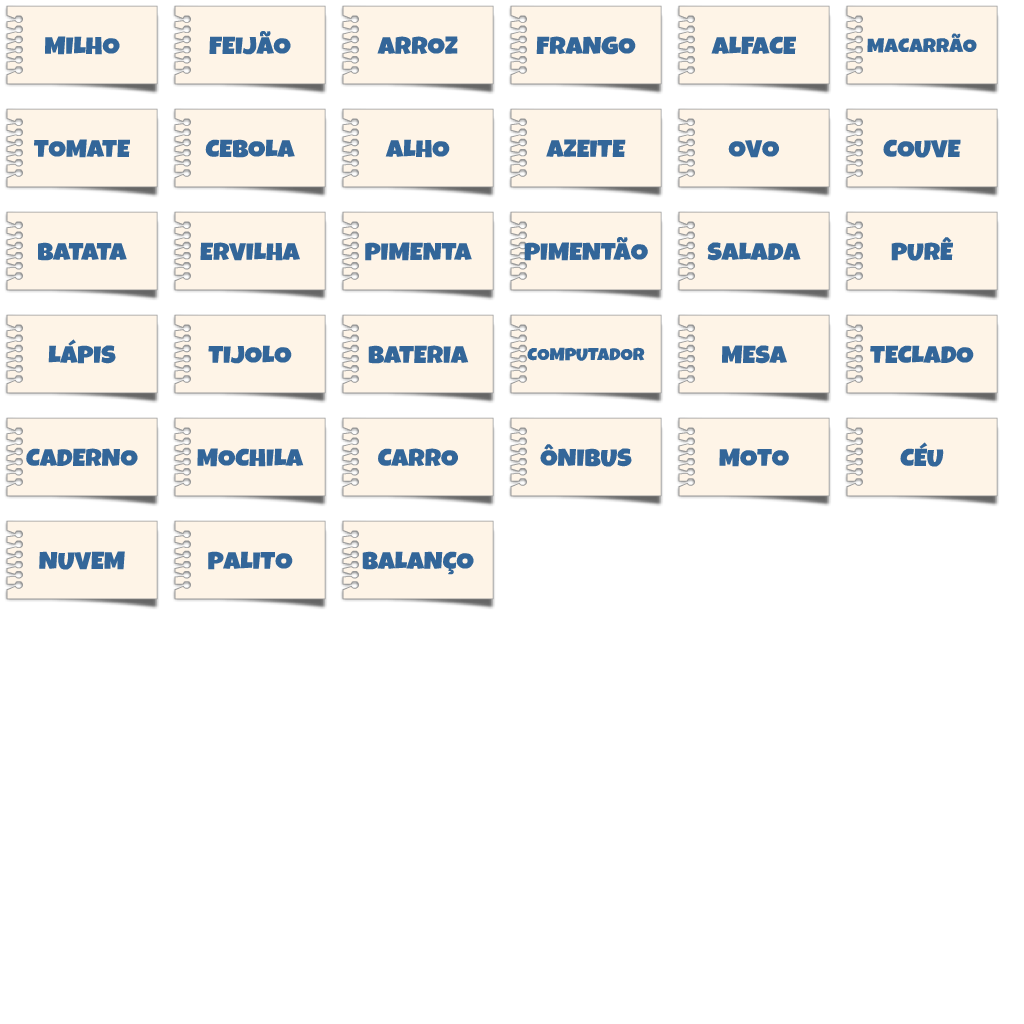 MILHO FEIJÃO ARROZ FRANGO ALFACE MACARRÃO
TOMATE CEBOLA ALHO AZEITE OVO COUVE
BATATA ERVILHA PIMENTA PIMENTÃO SALADA PURÊ
LÁPIS TIJOLO BATERIA COMPUTADOR MESA TECLADO
CADERNO MOCHILA CARRO ÔNIBUS MOTO CÉU
NUVEM PALITO BALANÇO